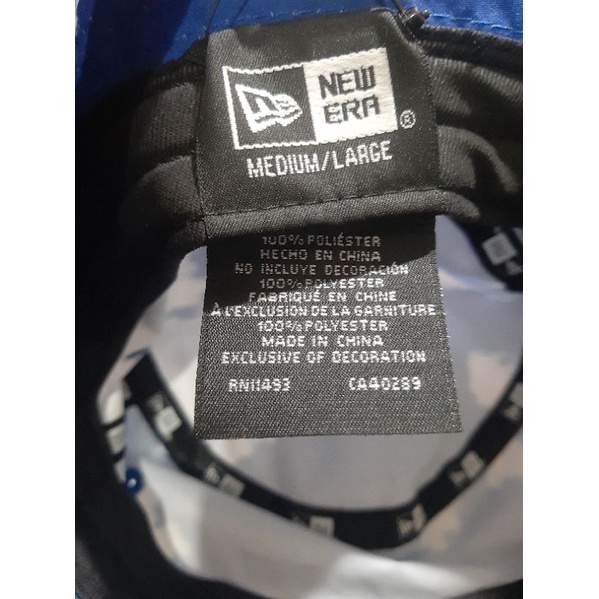 NEW
ERA
®
MEDIUM/LARGE
100% POLIÉSTER
HECHO EN CHINA
NO INCLUYE DECORACIÓN
100% POLYESTER
FABRIQUÉ EN CHINE
A L'EXCLUSION DE LA GARNITURE
100% POLYESTER
MADE IN CHINA
EXCLUSIVE OF DECORATION
RN11493 CA40289